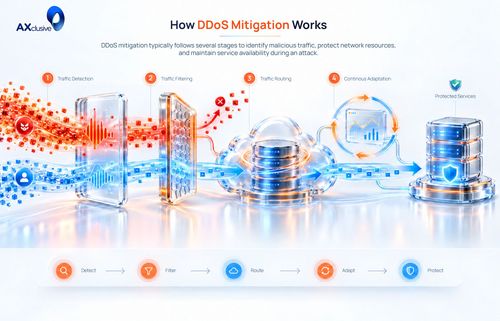 AXclusive
How DDoS Mitigation Works
DDoS mitigation typically follows several stages to identify malicious traffic, protect network resources,
and maintain service availability during an attack.
1 Traffic Detection
2 Traffic Filtering
3 Traffic Routing
4 Continous Adaptation
Protected Services
Detect
Filter
Route
Adapt
Protect